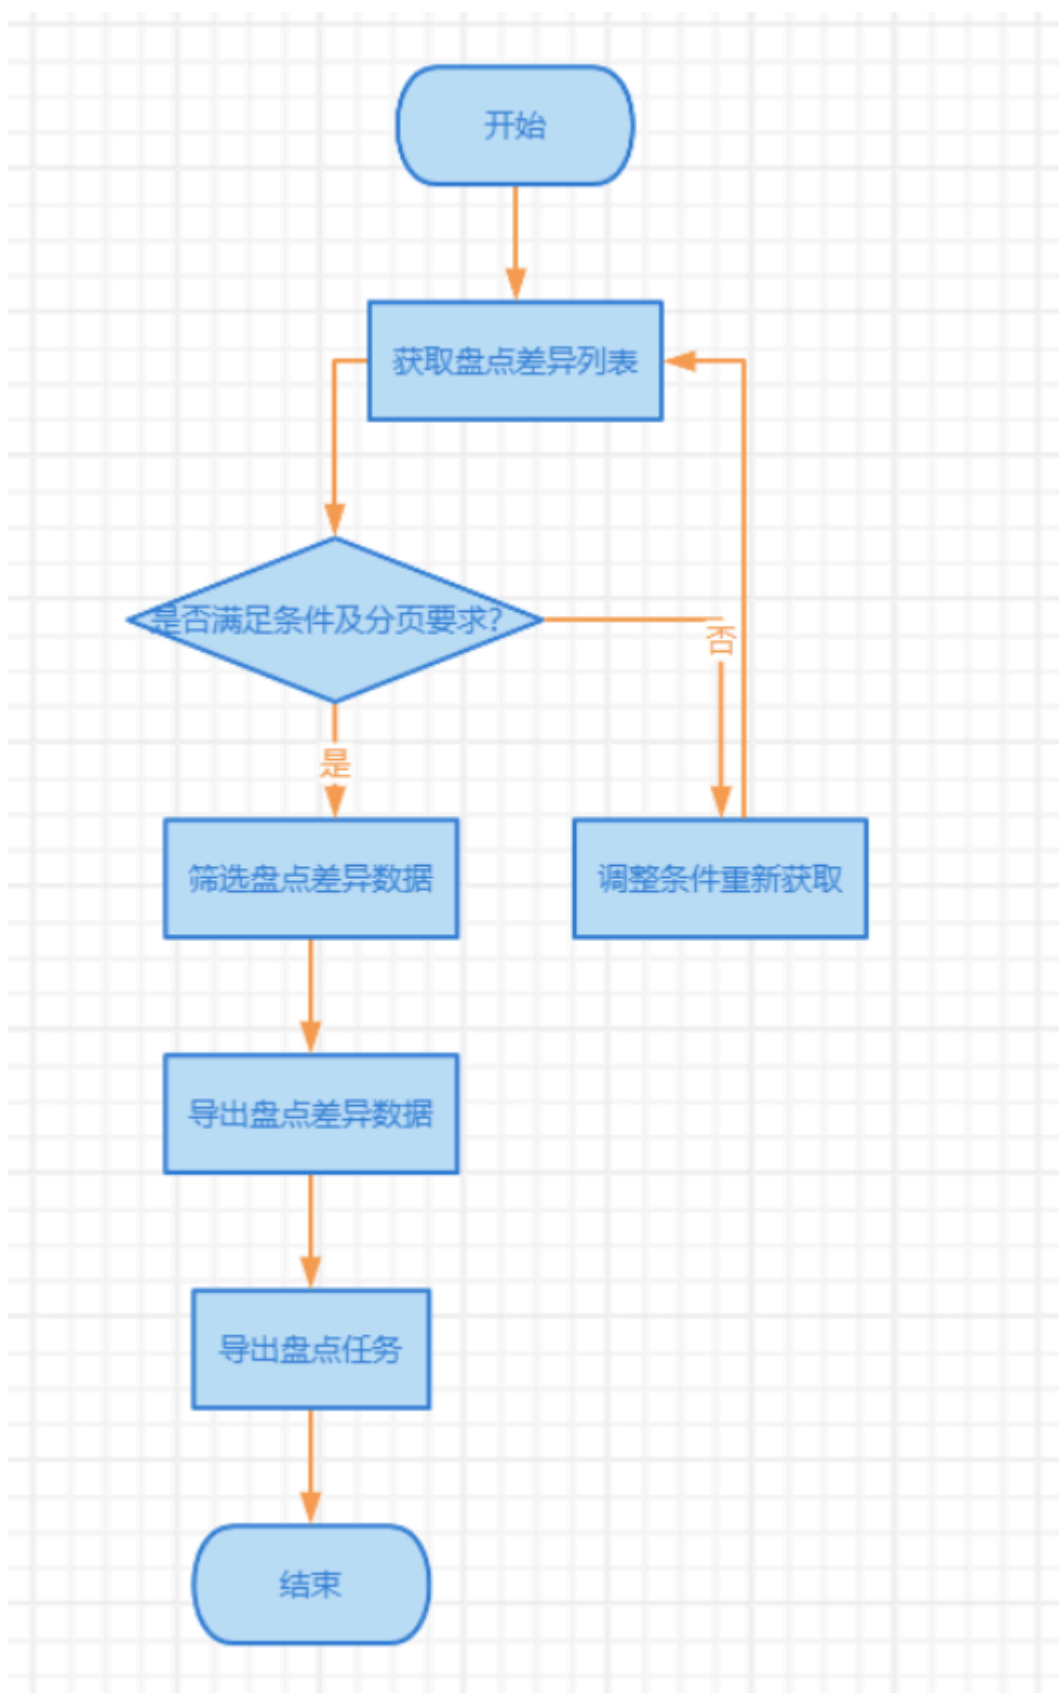 开始
获取盘点差异列表
是否满足条件及分页要求?
否
是
筛选盘点差异数据
调整条件重新获取
导出盘点差异数据
导出盘点任务
结束